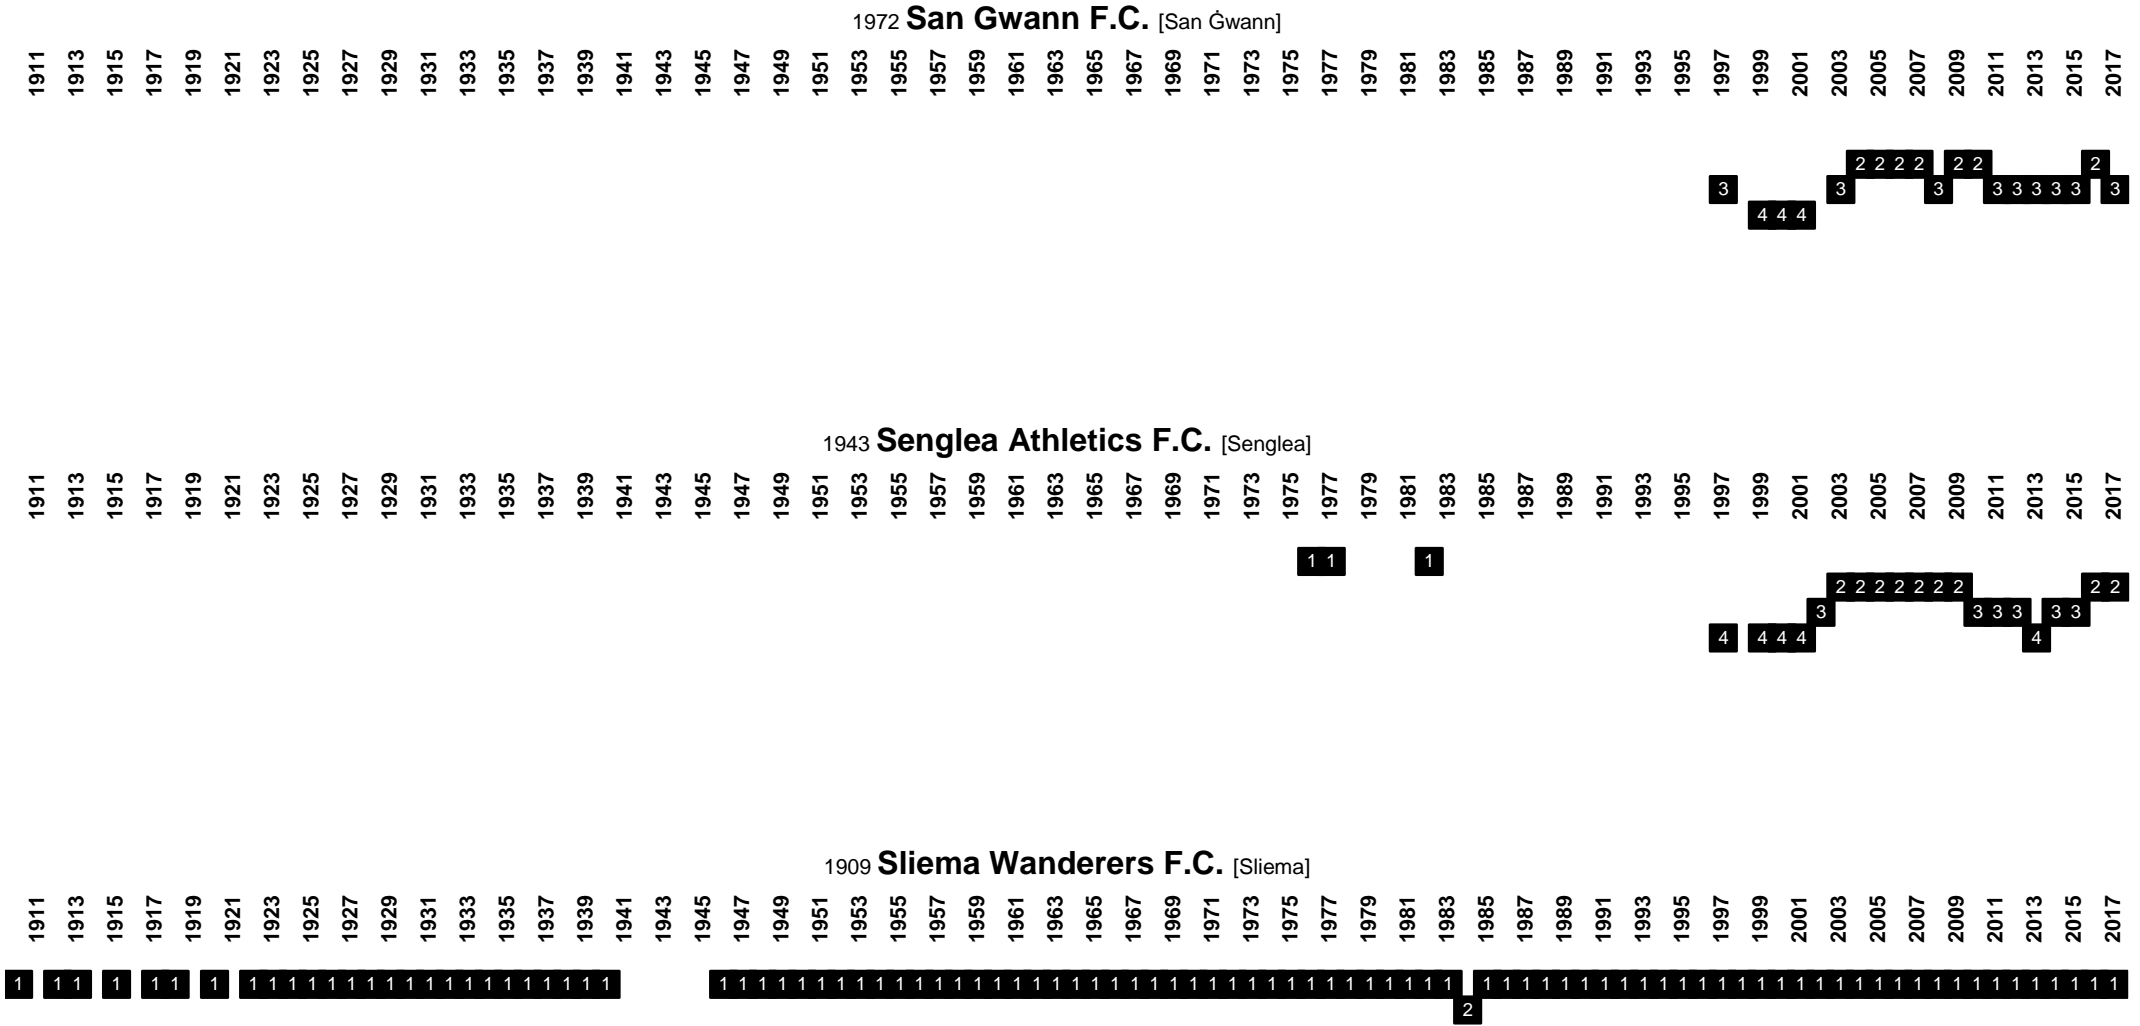 1972 San Gwann F.C. [San Ġwann]
1911 1913 1915 1917 1919 1921 1923 1925 1927 1929 1931 1933 1935 1937 1939 1941 1943 1945 1947 1949 1951 1953 1955 1957 1959 1961 1963 1965 1967 1969 1971 1973 1975 1977 1979 1981 1983 1985 1987 1989 1991 1993 1995 1997 1999 2001 2003 2005 2007 2009 2011 2013 2015 2017
2 2 2 2 2 2 2
3 3 3 3 3 3 3 3 3
4 4 4
1943 Senglea Athletics F.C. [Senglea]
1911 1913 1915 1917 1919 1921 1923 1925 1927 1929 1931 1933 1935 1937 1939 1941 1943 1945 1947 1949 1951 1953 1955 1957 1959 1961 1963 1965 1967 1969 1971 1973 1975 1977 1979 1981 1983 1985 1987 1989 1991 1993 1995 1997 1999 2001 2003 2005 2007 2009 2011 2013 2015 2017
1 1 1
2 2 2 2 2 2 2 2 2
3 3 3 3 3 3
4 4 4 4 4
1909 Sliema Wanderers F.C. [Sliema]
1911 1913 1915 1917 1919 1921 1923 1925 1927 1929 1931 1933 1935 1937 1939 1941 1943 1945 1947 1949 1951 1953 1955 1957 1959 1961 1963 1965 1967 1969 1971 1973 1975 1977 1979 1981 1983 1985 1987 1989 1991 1993 1995 1997 1999 2001 2003 2005 2007 2009 2011 2013 2015 2017
1 1 1 1 1 1 1 1 1 1 1 1 1 1 1 1 1 1 1 1 1 1 1 1 1 1 1 1 1 1 1 1 1 1 1 1 1 1 1 1 1 1 1 1 1 1 1 1 1 1 1 1 1 1 1 1 1 1 1 1 1 1 1 1 1 1 1 1 1 1 1 1 1 1 1 1 1 1 1 1 1 1 1 1 1 1 1 1 1 1 1 1 1 1 1 1 1
2